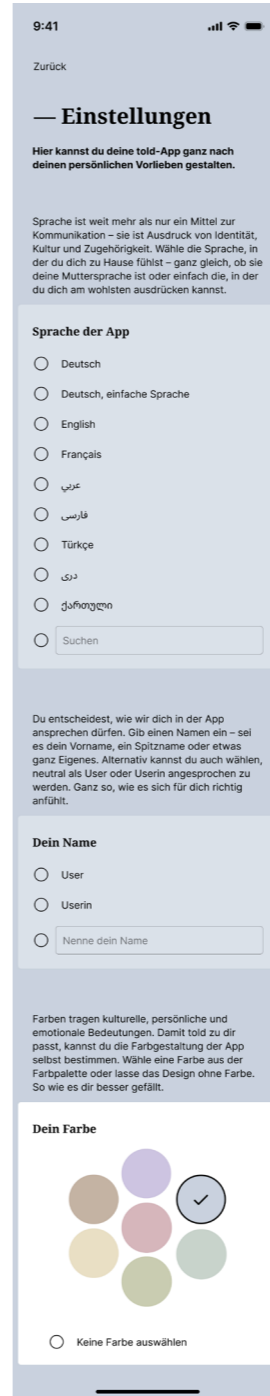 9:41
Zurück
— Einstellungen
Hier kannst du deine told-App ganz nach
deinen persönlichen Vorlieben gestalten.
Sprache ist weit mehr als nur ein Mittel zur
Kommunikation – sie ist Ausdruck von Identität,
Kultur und Zugehörigkeit. Wähle die Sprache, in
der du dich zu Hause fühlst – ganz gleich, ob sie
deine Muttersprache ist oder einfach die, in der
du dich am wohlsten ausdrücken kannst.
Sprache der App
Deutsch
Deutsch, einfache Sprache
English
Français
عربي
فارسی
Türkçe
دری
ქართული
Suchen
Du entscheidest, wie wir dich in der App
ansprechen dürfen. Gib einen Namen ein – sei
es dein Vorname, ein Spitzname oder etwas
ganz Eigenes. Alternativ kannst du auch wählen,
neutral als User oder Userin angesprochen zu
werden. Ganz so, wie es sich für dich richtig
anfühlt.
Dein Name
User
Userin
Nenne dein Name
Farben tragen kulturelle, persönliche und
emotionale Bedeutungen. Damit told zu dir
passt, kannst du die Farbgestaltung der App
selbst bestimmen. Wähle eine Farbe aus der
Farbpalette oder lasse das Design ohne Farbe.
So wie es dir besser gefällt.
Dein Farbe
Keine Farbe auswählen